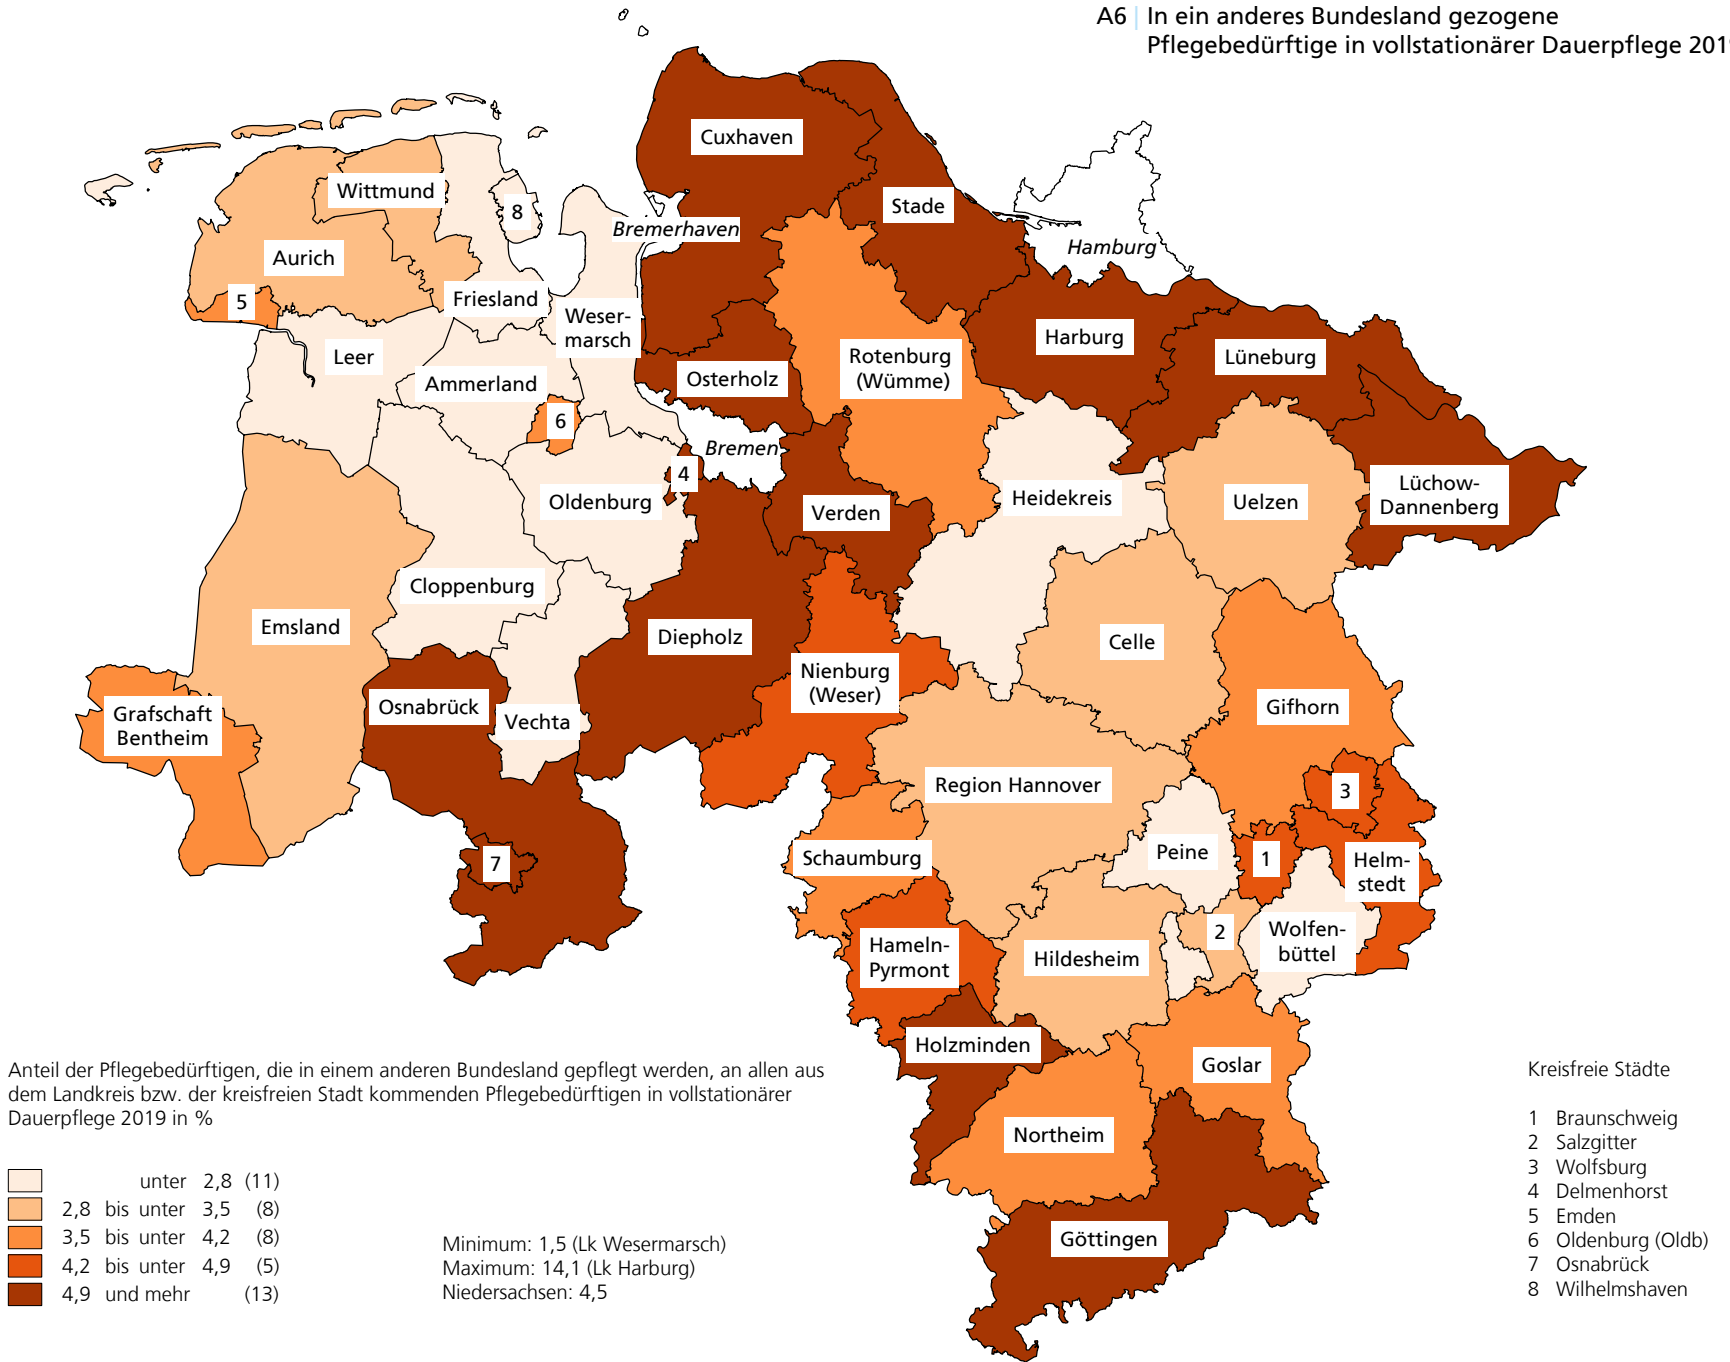 A6 | In ein anderes Bundesland gezogene
Pflegebedürftige in vollstationärer Dauerpflege 201
Cuxhaven
Wittmund
8
Stade
Bremerhaven
Hamburg
Aurich
5
Friesland
Weser-
marsch
Harburg
Leer
Rotenburg
(Wümme)
Lüneburg
Ammerland
Osterholz
6
Bremen
4
Oldenburg
Heidekreis
Verden
Uelzen
Lüchow-
Dannenberg
Cloppenburg
Emsland
Diepholz
Celle
Nienburg
(Weser)
Grafschaft
Bentheim
Osnabrück
Vechta
Gifhorn
Region Hannover
3
7
Schaumburg
Peine
1
Helm-
stedt
Hameln-
Pyrmont
Hildesheim
2
Wolfen-
büttel
Holzminden
Goslar
Northeim
Göttingen
Anteil der Pflegebedürftigen, die in einem anderen Bundesland gepflegt werden, an allen aus
dem Landkreis bzw. der kreisfreien Stadt kommenden Pflegebedürftigen in vollstationärer
Dauerpflege 2019 in %
unter 2,8 (11)
2,8 bis unter 3,5 (8)
3,5 bis unter 4,2 (8)
4,2 bis unter 4,9 (5)
4,9 und mehr (13)
Minimum: 1,5 (Lk Wesermarsch)
Maximum: 14,1 (Lk Harburg)
Niedersachsen: 4,5
Kreisfreie Städte
1 Braunschweig
2 Salzgitter
3 Wolfsburg
4 Delmenhorst
5 Emden
6 Oldenburg (Oldb)
7 Osnabrück
8 Wilhelmshaven